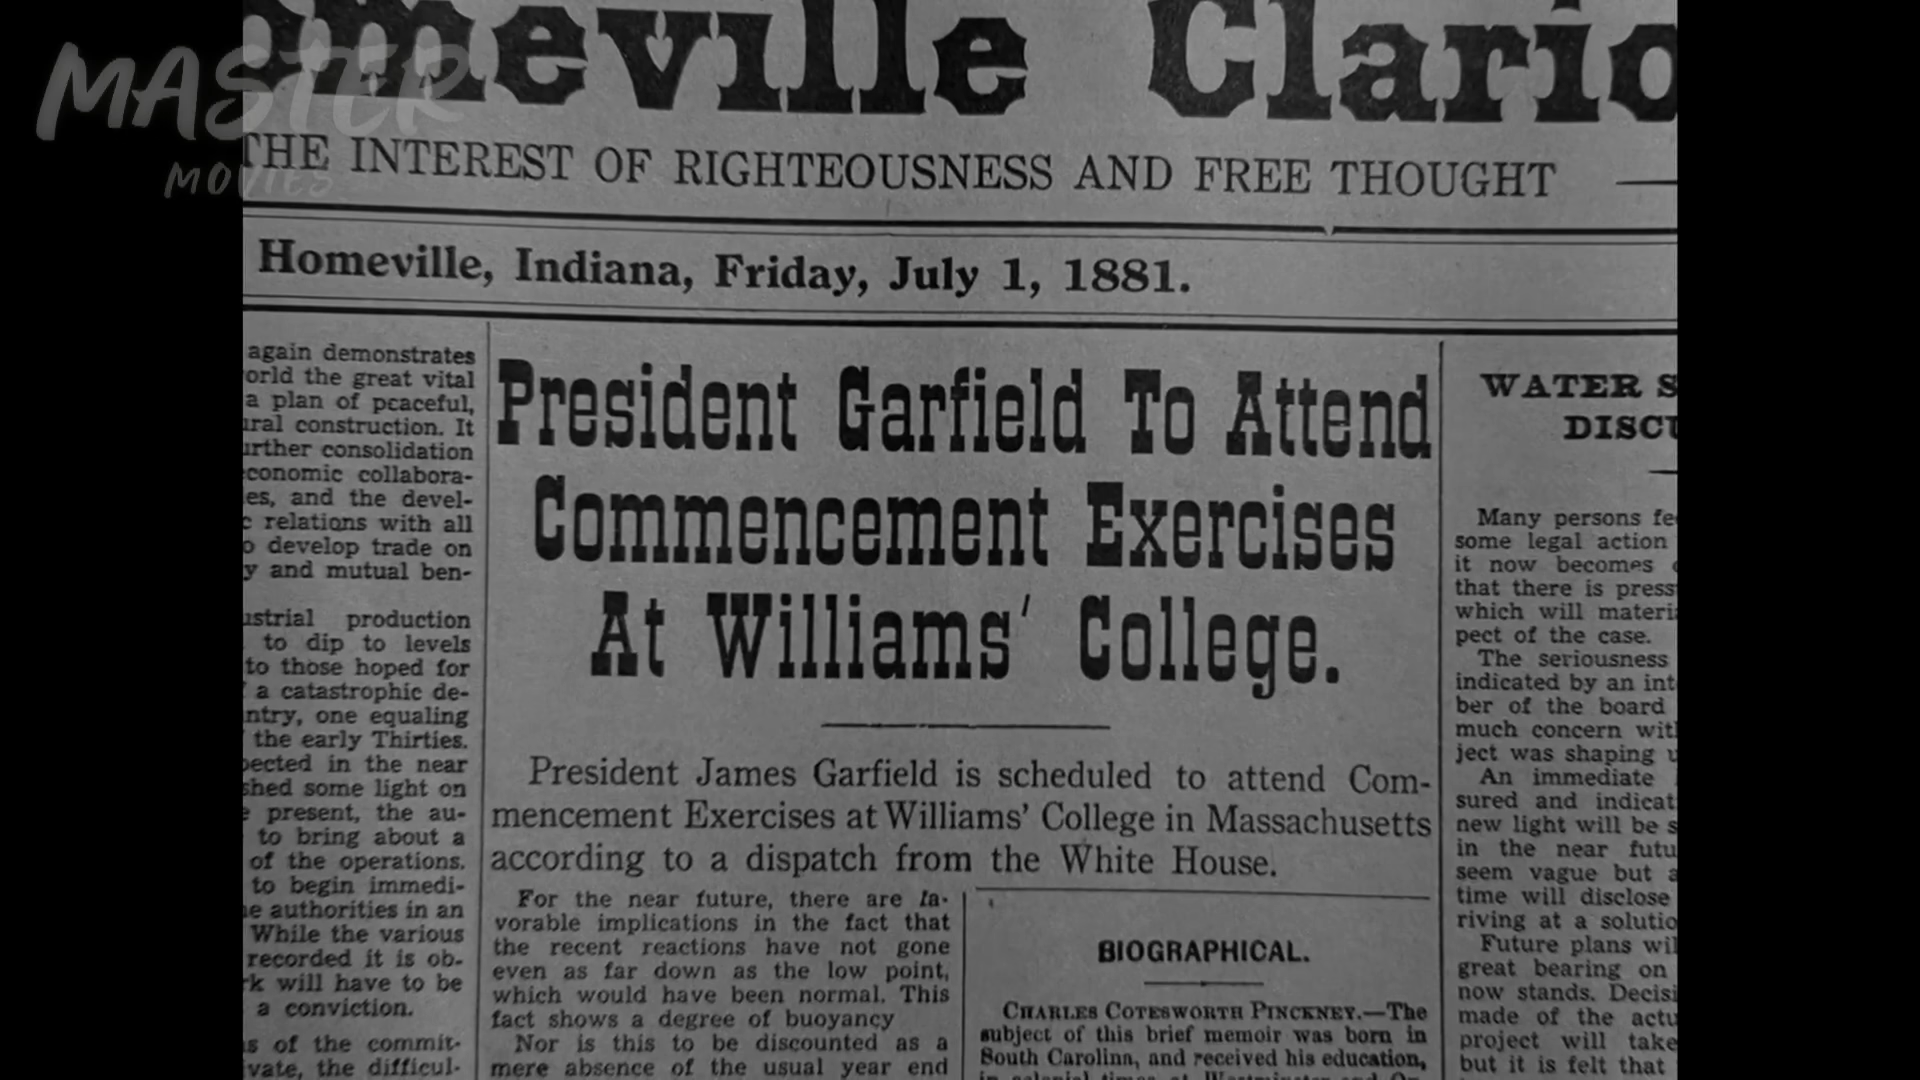 MASTER
MOVIES
meville Clario
THE INTEREST OF RIGHTEOUSNESS AND FREE THOUGHT
Homeville, Indiana, Friday, July 1, 1881.
again demonstrates
orld the great vital
a plan of peaceful,
ural construction. It
urther consolidation
conomic collabora-
es, and the devel-
c relations with all
o develop trade on
y and mutual ben-
ustrial production
to dip to levels
to those hoped for
a catastrophic de-
ntry, one equaling
the early Thirties.
pected in the near
shed some light on
e present, the au-
to bring about a
of the operations.
to begin immedi-
he authorities in an
While the various
recorded it is ob-
rk will have to be
a conviction.
s of the commit-
vate, the difficul-
President Garfield To Attend
Commencement Exercises
At Williams' College.
President James Garfield is scheduled to attend Com-
mencement Exercises at Williams' College in Massachusetts
according to a dispatch from the White House.
For the near future, there are fa-
vorable implications in the fact that
the recent reactions have not gone
even as far down as the low point,
which would have been normal. This
fact shows a degree of buoyancy
Nor is this to be discounted as a
mere absence of the usual year end
BIOGRAPHICAL.
CHARLES COTESWORTH PINCKNEY.—The
subject of this brief memoir was born in
South Carolina, and received his education,
WATER S
DISCU
Many persons fe
some legal action
it now becomes
that there is press
which will materi
pect of the case.
The seriousness
indicated by an int
ber of the board
much concern with
ject was shaping u
An immediate
sured and indicat
new light will be s
in the near futu
seem vague but a
time will disclose
riving at a solutio
Future plans wil
great bearing on
now stands. Decisi
made of the actu
project will take
but it is felt that